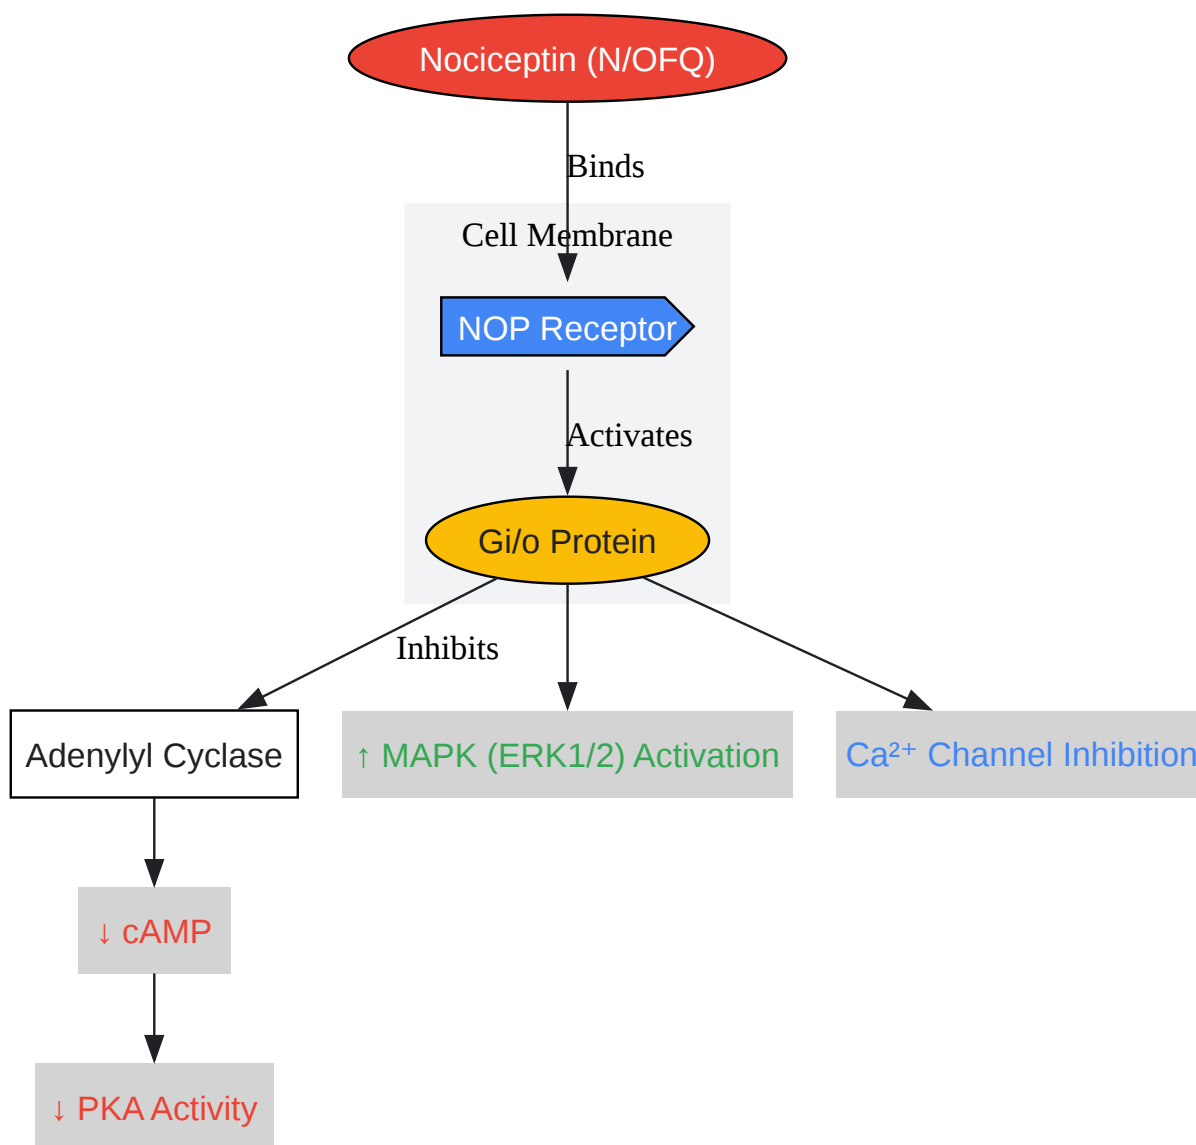 Nociceptin (N/OFQ)
Binds
Cell Membrane
NOP Receptor
Activates
Gi/o Protein
Inhibits
Adenylyl Cyclase
↑ MAPK (ERK1/2) Activation
Ca²⁺ Channel Inhibition
↓ cAMP
↓ PKA Activity